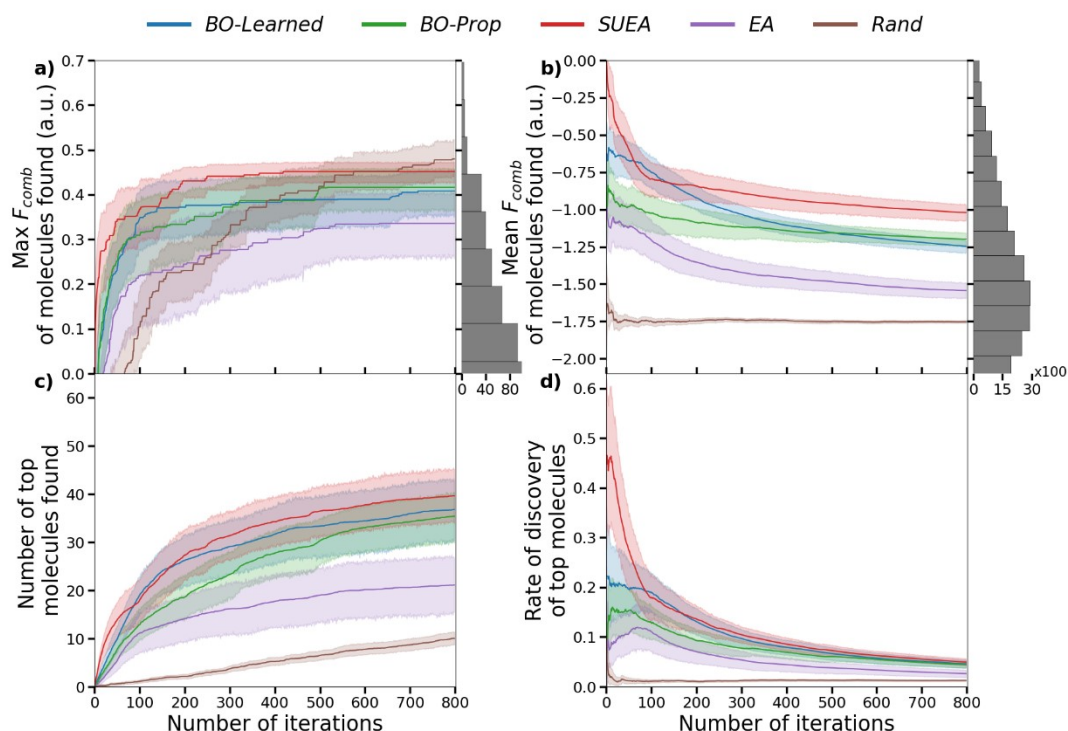 BO-Learned BO-Prop SUEA EA Rand
a)
Max F_comb
of molecules found (a.u.)
0.7
0.6
0.5
0.4
0.3
0.2
0.1
0.0
0 40 80
b)
Mean F_comb
of molecules found (a.u.)
0.00
−0.25
−0.50
−0.75
−1.00
−1.25
−1.50
−1.75
−2.00
0 15 30
x100
c)
Number of top
molecules found
60
50
40
30
20
10
0
0 100 200 300 400 500 600 700 800
Number of iterations
d)
Rate of discovery
of top molecules
0.6
0.5
0.4
0.3
0.2
0.1
0.0
0 100 200 300 400 500 600 700 800
Number of iterations